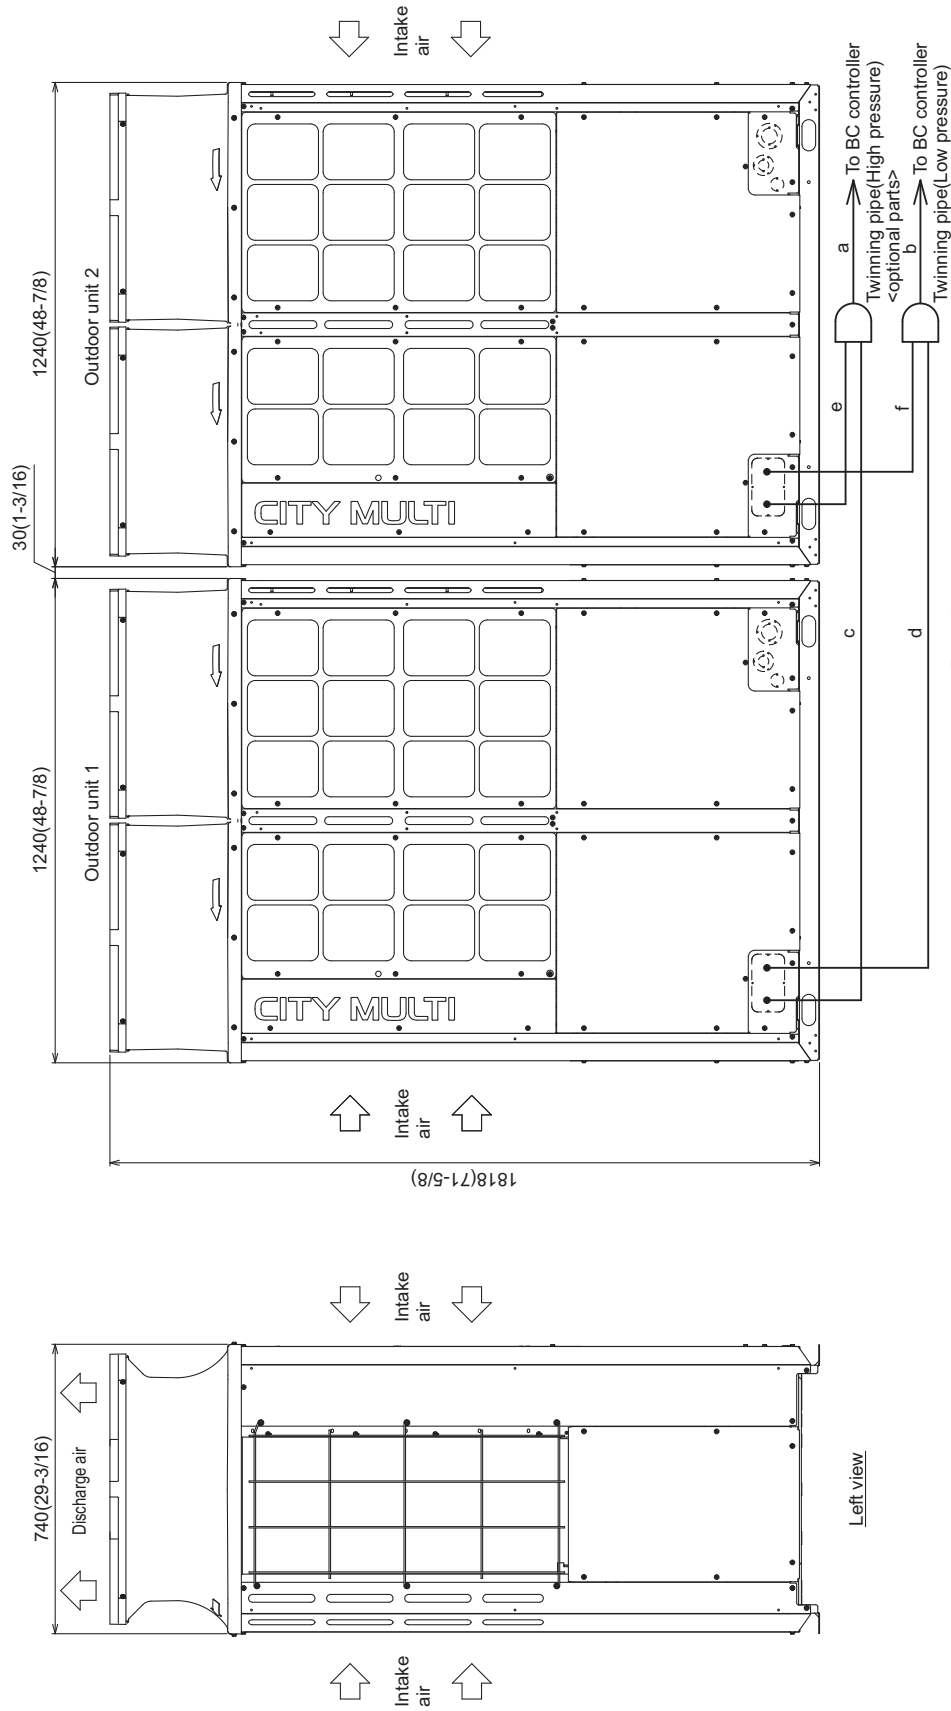 740(29-3/16)
Discharge air
Intake
air
Intake
air
Left view
1818(71-5/8)
1240(48-7/8)
30(1-3/16)
1240(48-7/8)
Outdoor unit 1
Outdoor unit 2
Intake
air
Intake
air
CITY MULTI
CITY MULTI
c
e
a
To BC controller
Twinning pipe(High pressure)
<optional parts>
d
f
b
To BC controller
Twinning pipe(Low pressure)